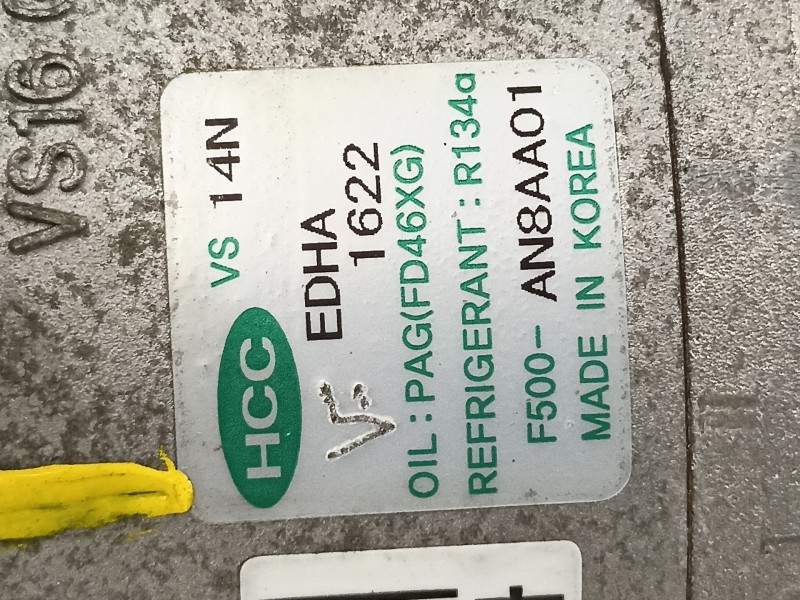 VS16
HCC VS 14N
EDHA
1622
OIL : PAG(FD46XG)
REFRIGERANT : R134a
F500- AN8AA01
MADE IN KOREA